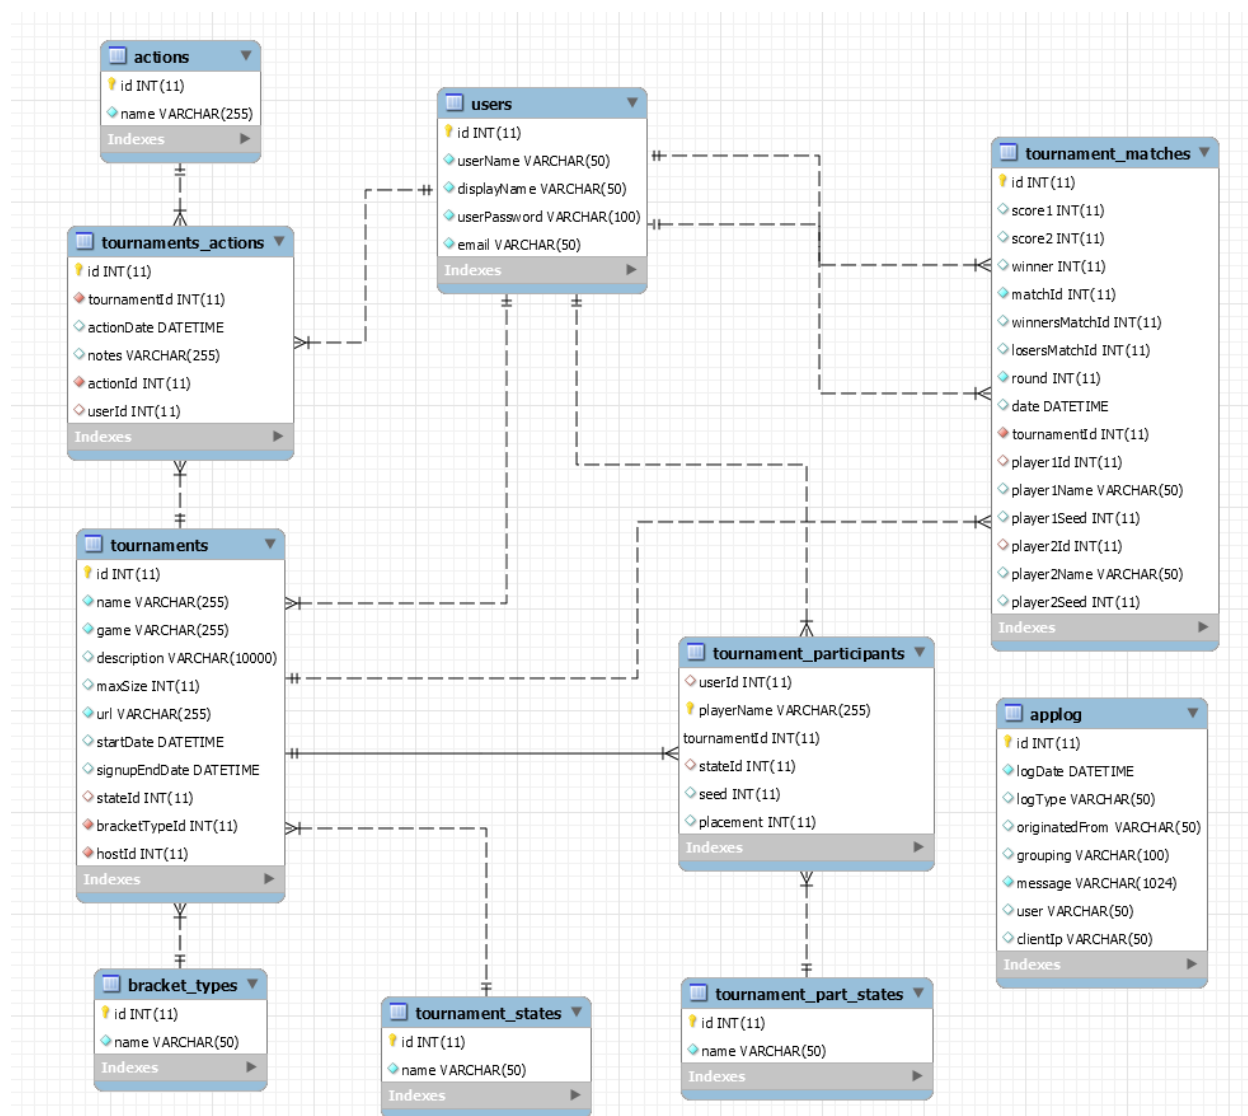 actions
id INT(11)
name VARCHAR(255)
Indexes
users
id INT(11)
userName VARCHAR(50)
displayName VARCHAR(50)
userPassword VARCHAR(100)
email VARCHAR(50)
Indexes
tournament_matches
id INT(11)
score1 INT(11)
score2 INT(11)
winner INT(11)
matchId INT(11)
winnersMatchId INT(11)
losersMatchId INT(11)
round INT(11)
date DATETIME
tournamentId INT(11)
player1Id INT(11)
player1Name VARCHAR(50)
player1Seed INT(11)
player2Id INT(11)
player2Name VARCHAR(50)
player2Seed INT(11)
Indexes
tournaments_actions
id INT(11)
tournamentId INT(11)
actionDate DATETIME
notes VARCHAR(255)
actionId INT(11)
userId INT(11)
Indexes
tournaments
id INT(11)
name VARCHAR(255)
game VARCHAR(255)
description VARCHAR(10000)
maxSize INT(11)
url VARCHAR(255)
startDate DATETIME
signupEndDate DATETIME
stateId INT(11)
bracketTypeId INT(11)
hostId INT(11)
Indexes
tournament_participants
userId INT(11)
playerName VARCHAR(255)
tournamentId INT(11)
stateId INT(11)
seed INT(11)
placement INT(11)
Indexes
applog
id INT(11)
logDate DATETIME
logType VARCHAR(50)
originatedFrom VARCHAR(50)
grouping VARCHAR(100)
message VARCHAR(1024)
user VARCHAR(50)
clientIp VARCHAR(50)
Indexes
bracket_types
id INT(11)
name VARCHAR(50)
Indexes
tournament_states
id INT(11)
name VARCHAR(50)
Indexes
tournament_part_states
id INT(11)
name VARCHAR(50)
Indexes